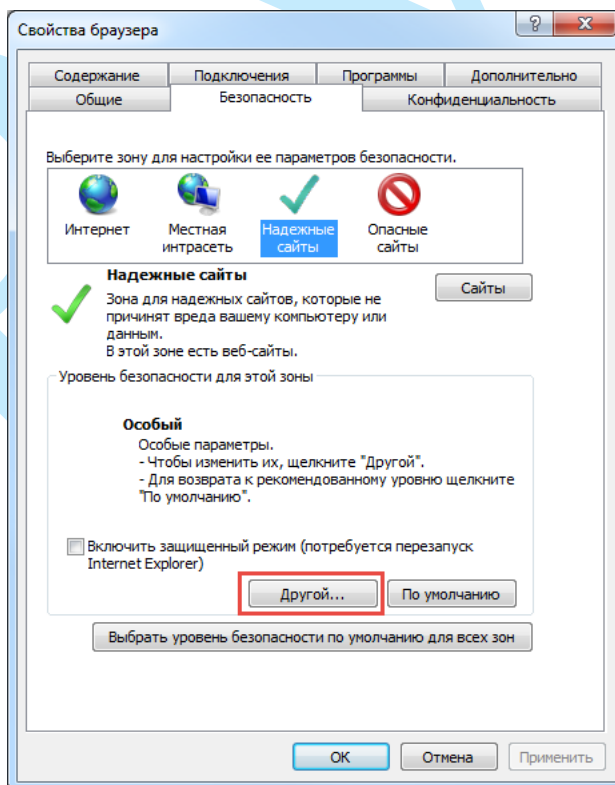 Свойства браузера
Содержание Подключения Программы Дополнительно
Общие Безопасность Конфиденциальность
Выберите зону для настройки ее параметров безопасности.
Интернет Местная интрасеть Надежные сайты Опасные сайты
Надежные сайты
Сайты
Зона для надежных сайтов, которые не
причинят вреда вашему компьютеру или
данным.
В этой зоне есть веб-сайты.
Уровень безопасности для этой зоны
Особый
Особые параметры.
- Чтобы изменить их, щелкните "Другой".
- Для возврата к рекомендованному уровню щелкните
"По умолчанию".
Включить защищенный режим (потребуется перезапуск
Internet Explorer)
Другой... По умолчанию
Выбрать уровень безопасности по умолчанию для всех зон
ОК Отмена Применить